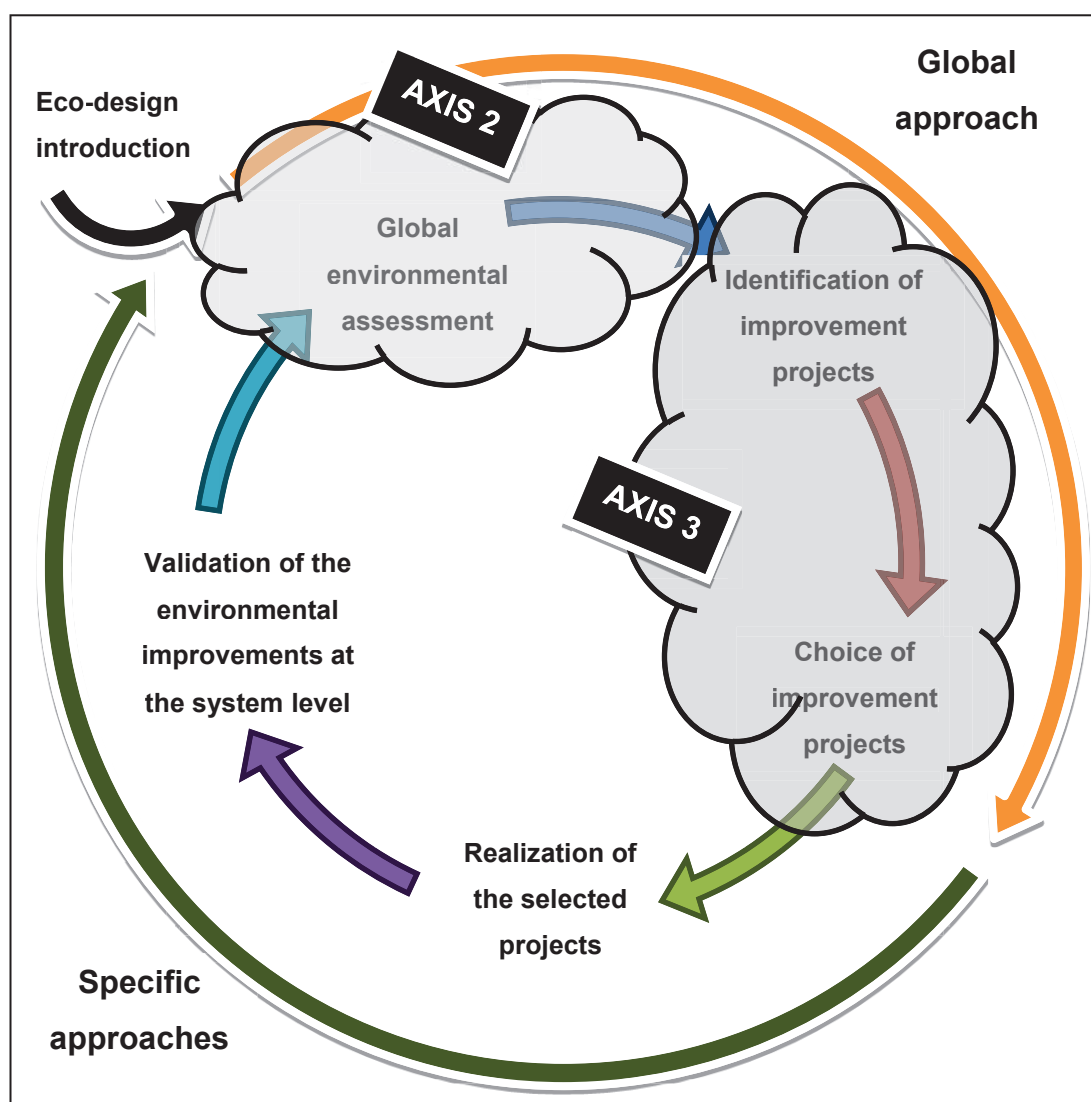 Global
approach
Eco-design
introduction
AXIS 2
Global
environmental
assessment
Identification of
improvement
projects
AXIS 3
Choice of
improvement
projects
Realization of
the selected
projects
Validation of the
environmental
improvements at
the system level
Specific
approaches